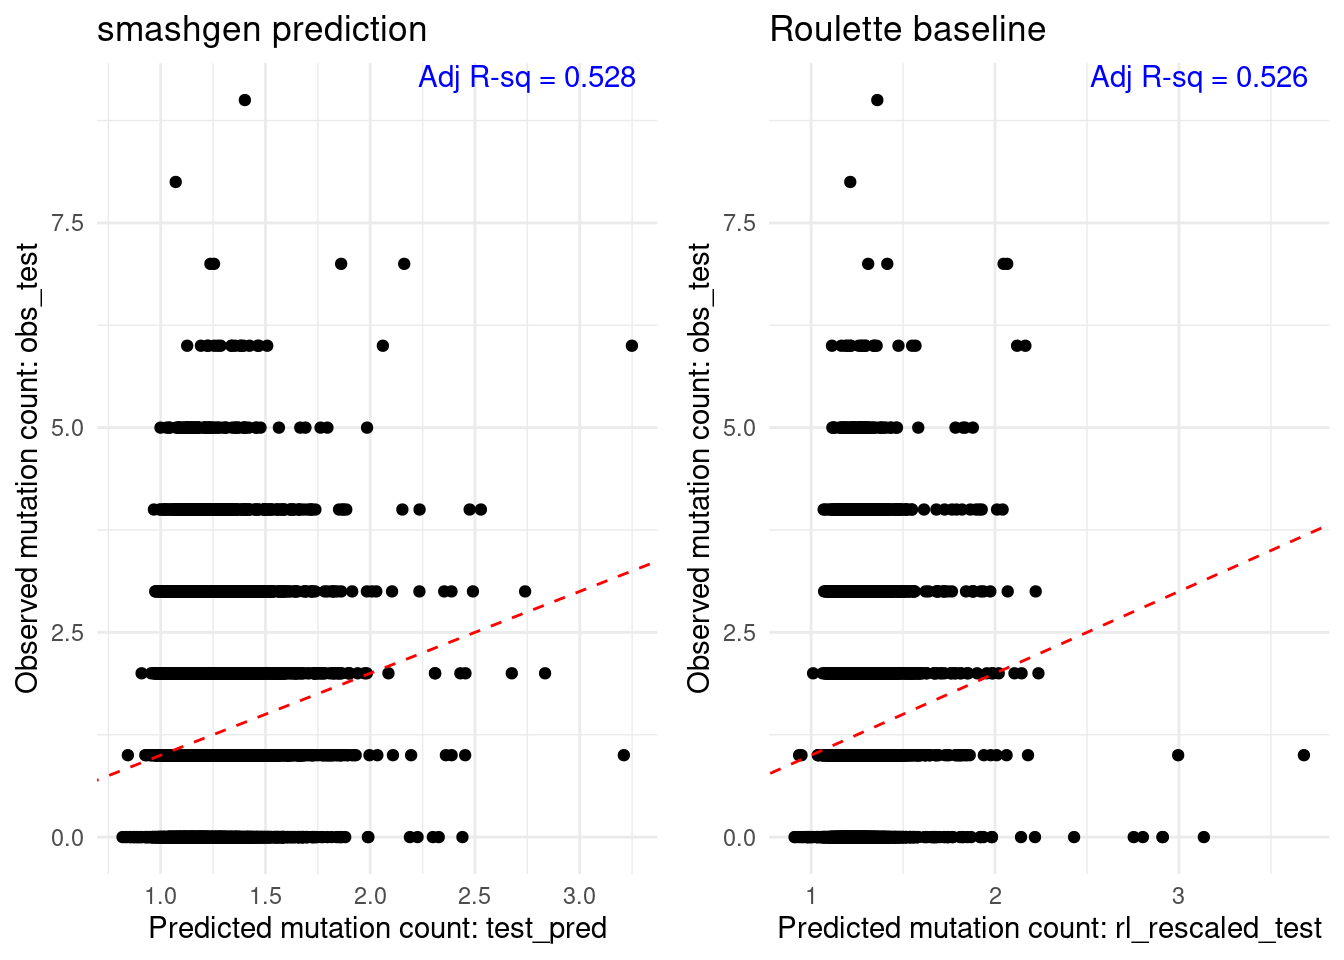 smashgen prediction
Adj R-sq = 0.528
Observed mutation count: obs_test
7.5
5.0
2.5
0.0
1.0 1.5 2.0 2.5 3.0
Predicted mutation count: test_pred
Roulette baseline
Adj R-sq = 0.526
Observed mutation count: obs_test
7.5
5.0
2.5
0.0
1 2 3
Predicted mutation count: rl_rescaled_test